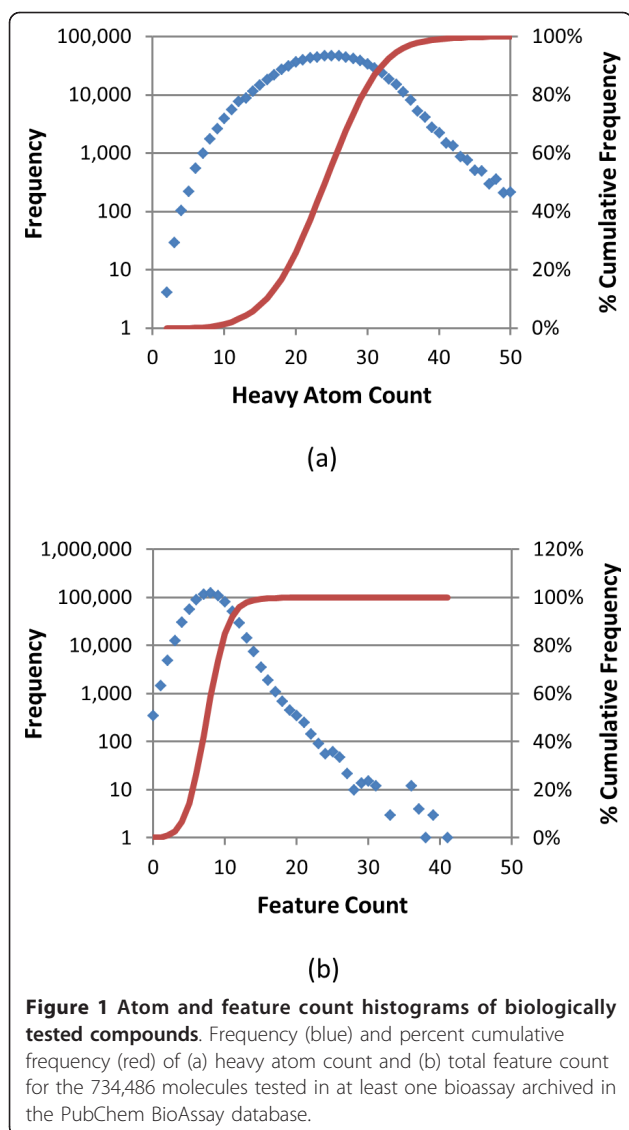 100,000
10,000
1,000
100
10
1
Frequency
100%
80%
60%
40%
20%
0%
% Cumulative Frequency
0 10 20 30 40 50
Heavy Atom Count
(a)
1,000,000
100,000
10,000
1,000
100
10
1
Frequency
120%
100%
80%
60%
40%
20%
0%
% Cumulative Frequency
0 10 20 30 40 50
Feature Count
(b)
Figure 1 Atom and feature count histograms of biologically
tested compounds. Frequency (blue) and percent cumulative
frequency (red) of (a) heavy atom count and (b) total feature count
for the 734,486 molecules tested in at least one bioassay archived in
the PubChem BioAssay database.